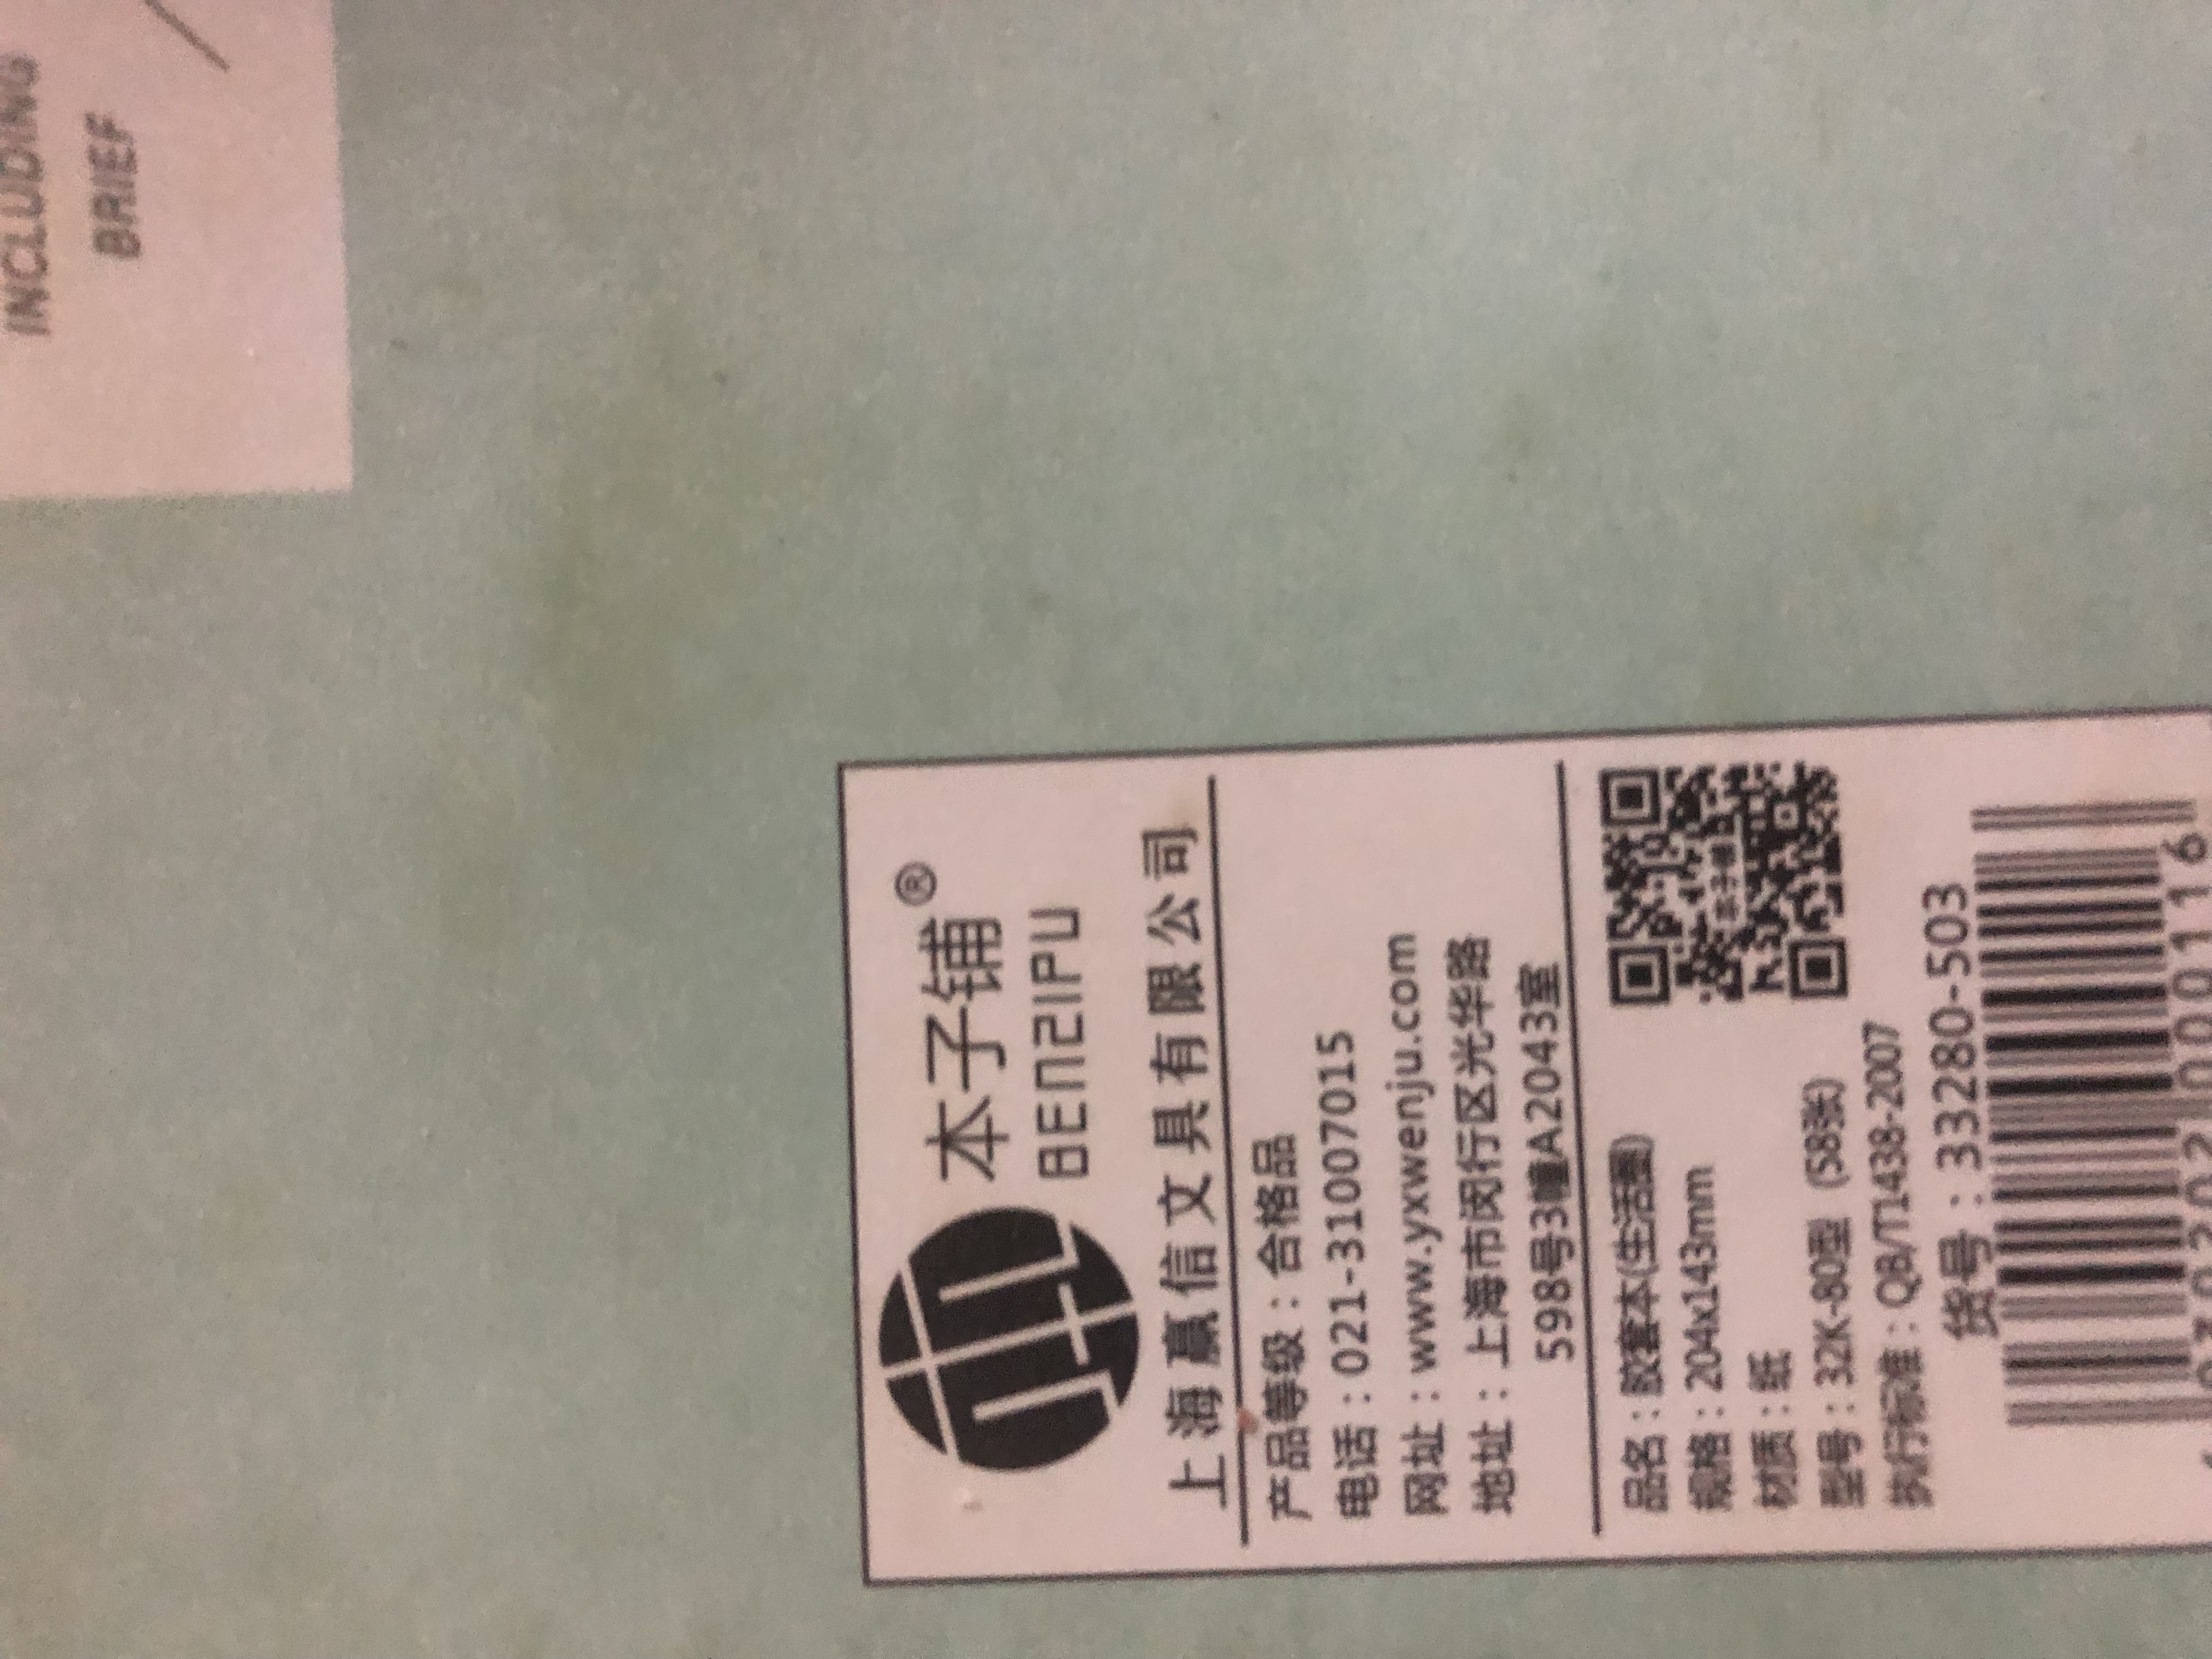 INCLUDING
BRIEF
本子铺®
BENZIPU
上海赢信文具有限公司
产品等级：合格品
电话：021-31007015
网址：www.yxwenju.com
地址：上海市闵行区光华路
598号3幢A2043室
品名：胶套本(生活圈)
规格：204x143mm
材质：纸
型号：32K-80型 (58张)
执行标准：QB/T1438-2007
本子铺
货号：33280-503
000116